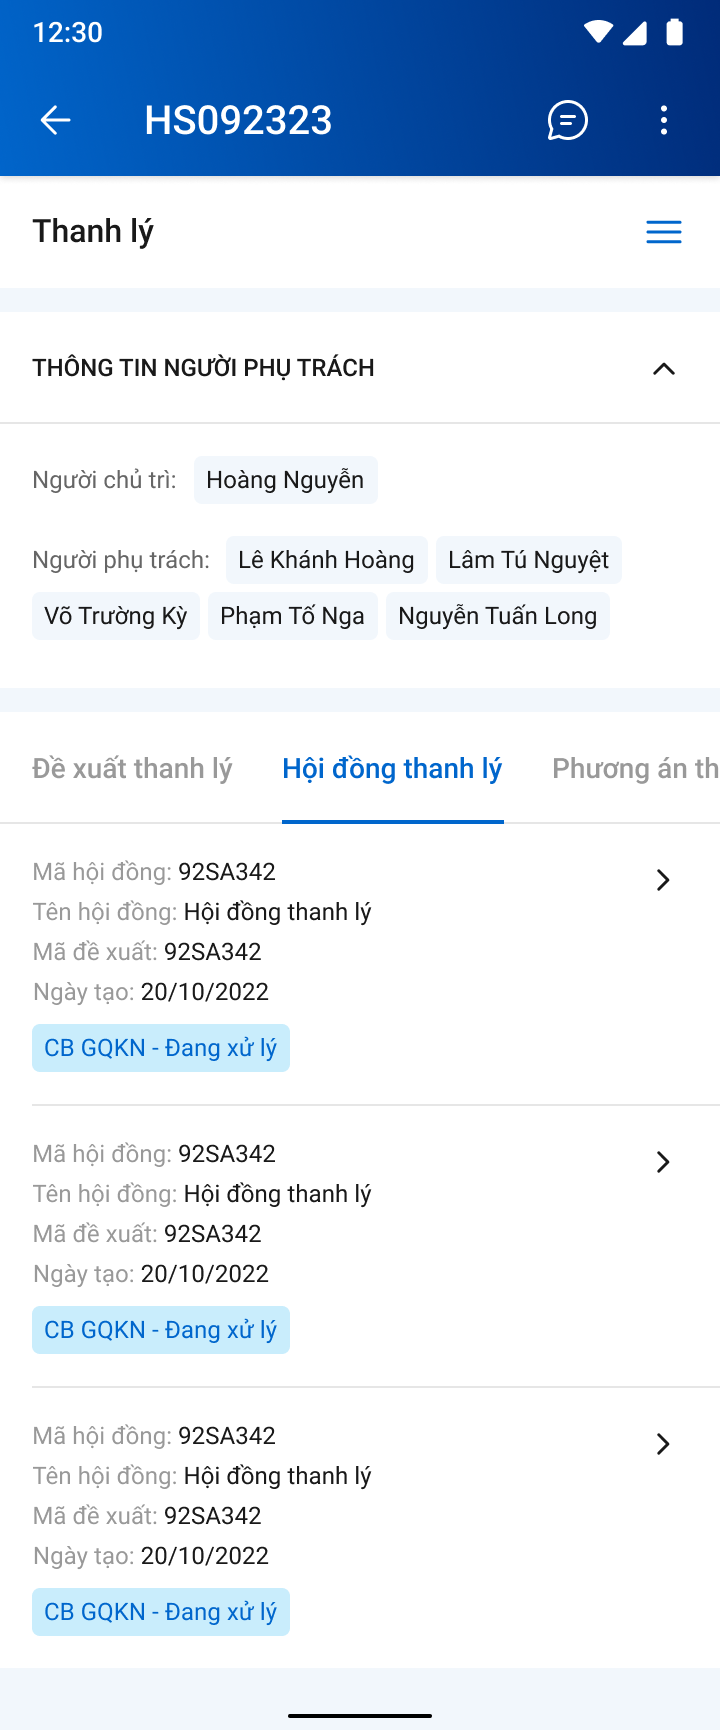 12:30
HS092323
Thanh lý
THÔNG TIN NGƯỜI PHỤ TRÁCH
Người chủ trì: Hoàng Nguyễn
Người phụ trách: Lê Khánh Hoàng Lâm Tú Nguyệt
Võ Trường Kỳ Phạm Tố Nga Nguyễn Tuấn Long
Đề xuất thanh lý Hội đồng thanh lý Phương án th
Mã hội đồng: 92SA342
Tên hội đồng: Hội đồng thanh lý
Mã đề xuất: 92SA342
Ngày tạo: 20/10/2022
CB GQKN - Đang xử lý
Mã hội đồng: 92SA342
Tên hội đồng: Hội đồng thanh lý
Mã đề xuất: 92SA342
Ngày tạo: 20/10/2022
CB GQKN - Đang xử lý
Mã hội đồng: 92SA342
Tên hội đồng: Hội đồng thanh lý
Mã đề xuất: 92SA342
Ngày tạo: 20/10/2022
CB GQKN - Đang xử lý